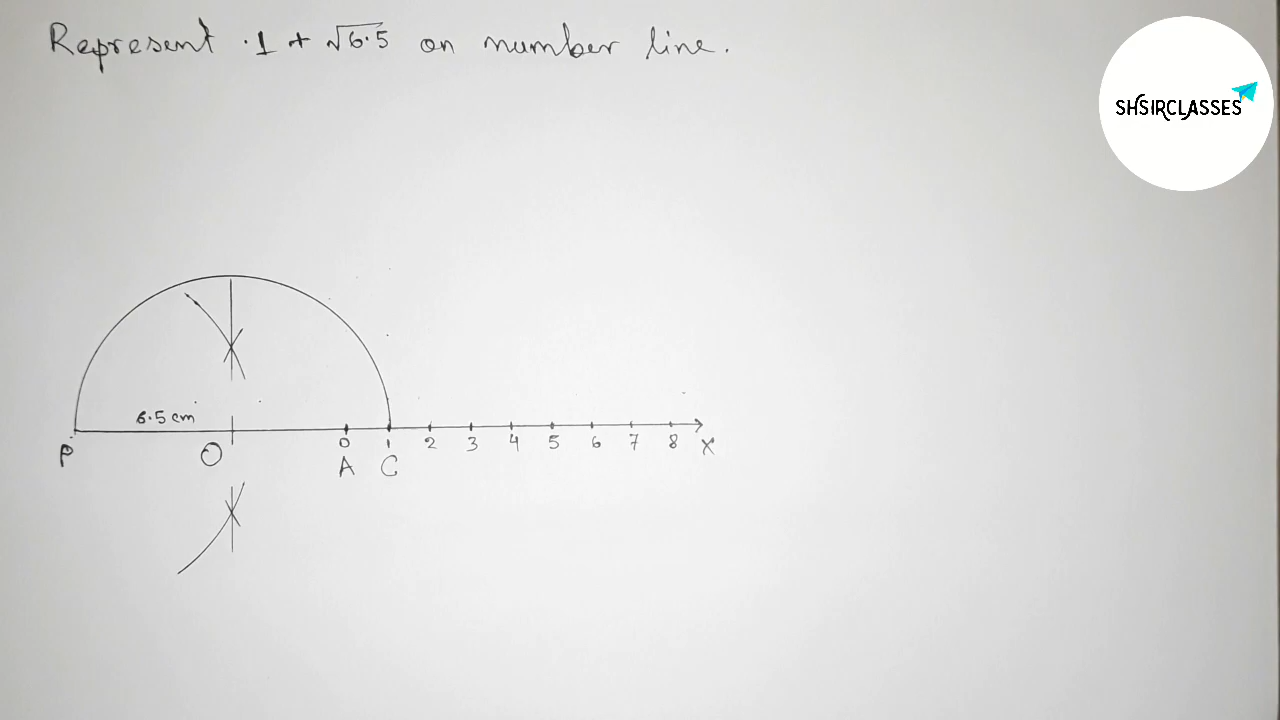 Represent .1 + √6.5 on number line.
SHSIRCLASSES
6.5 cm
0 1 2 3 4 5 6 7 8 X
P O A C